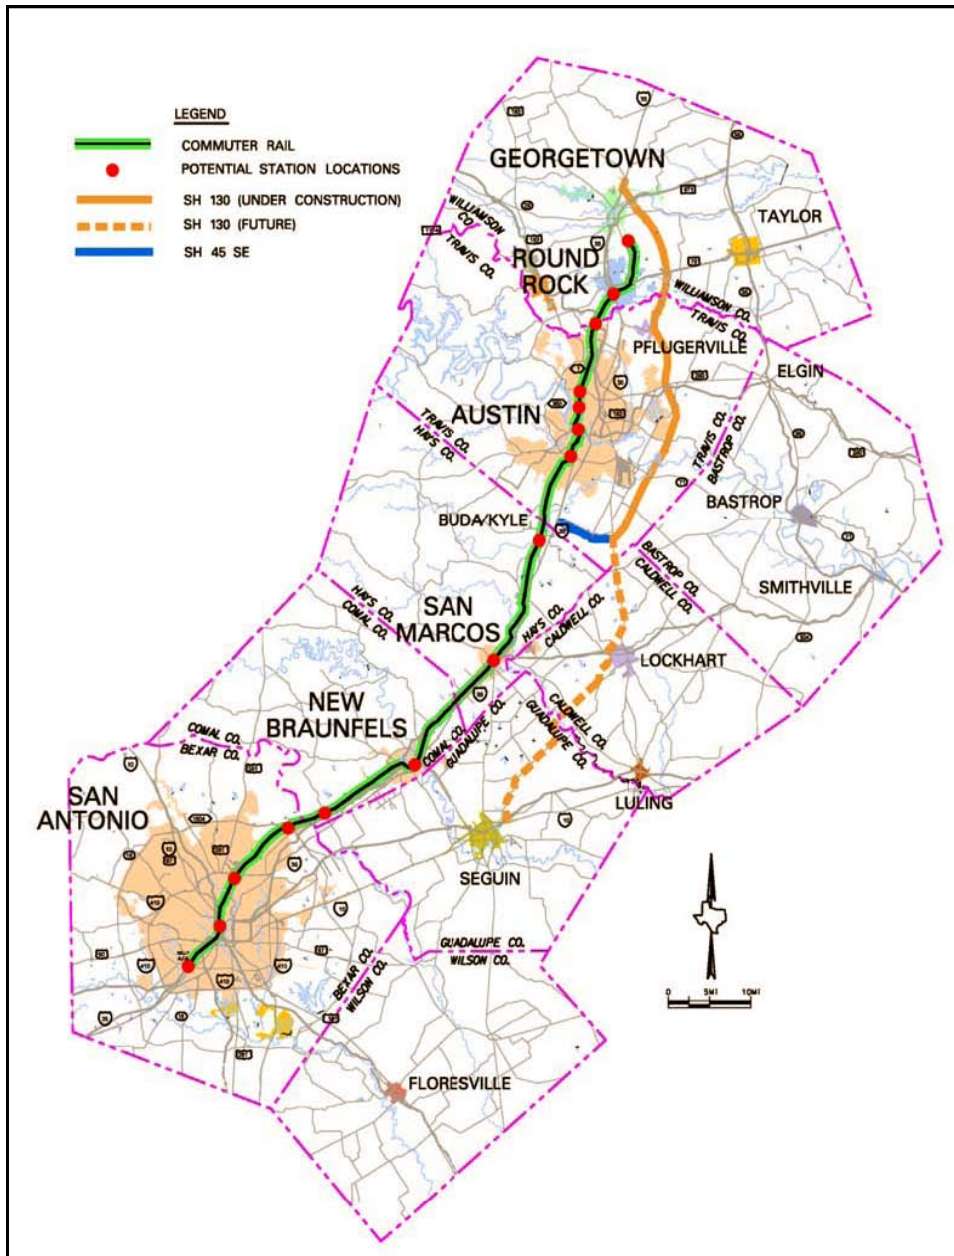 LEGEND
COMMUTER RAIL
POTENTIAL STATION LOCATIONS
SH 130 (UNDER CONSTRUCTION)
SH 130 (FUTURE)
SH 45 SE
GEORGETOWN
TAYLOR
WILLIAMSON
CO
TRAVIS CO.
ROUND
ROCK
WILLIAMSON CO.
TRAVIS CO.
PFLUGERVILLE
ELGIN
AUSTIN
TRAVIS CO.
HAYS CO.
TRAVIS CO.
BASTROP CO.
BASTROP
BUDA/KYLE
BASTROP CO.
CALDWELL CO.
SMITHVILLE
HAYS CO.
COMAL CO.
SAN
MARCOS
HAYS CO.
CALDWELL CO.
LOCKHART
NEW
BRAUNFELS
COMAL CO.
GUADALUPE CO.
CALDWELL CO.
GUADALUPE CO.
COMAL CO.
BEXAR CO.
LULING
SAN
ANTONIO
SEGUIN
GUADALUPE CO.
WILSON CO.
BEXAR CO.
WILSON CO.
0 5MI 10MI
FLORESVILLE